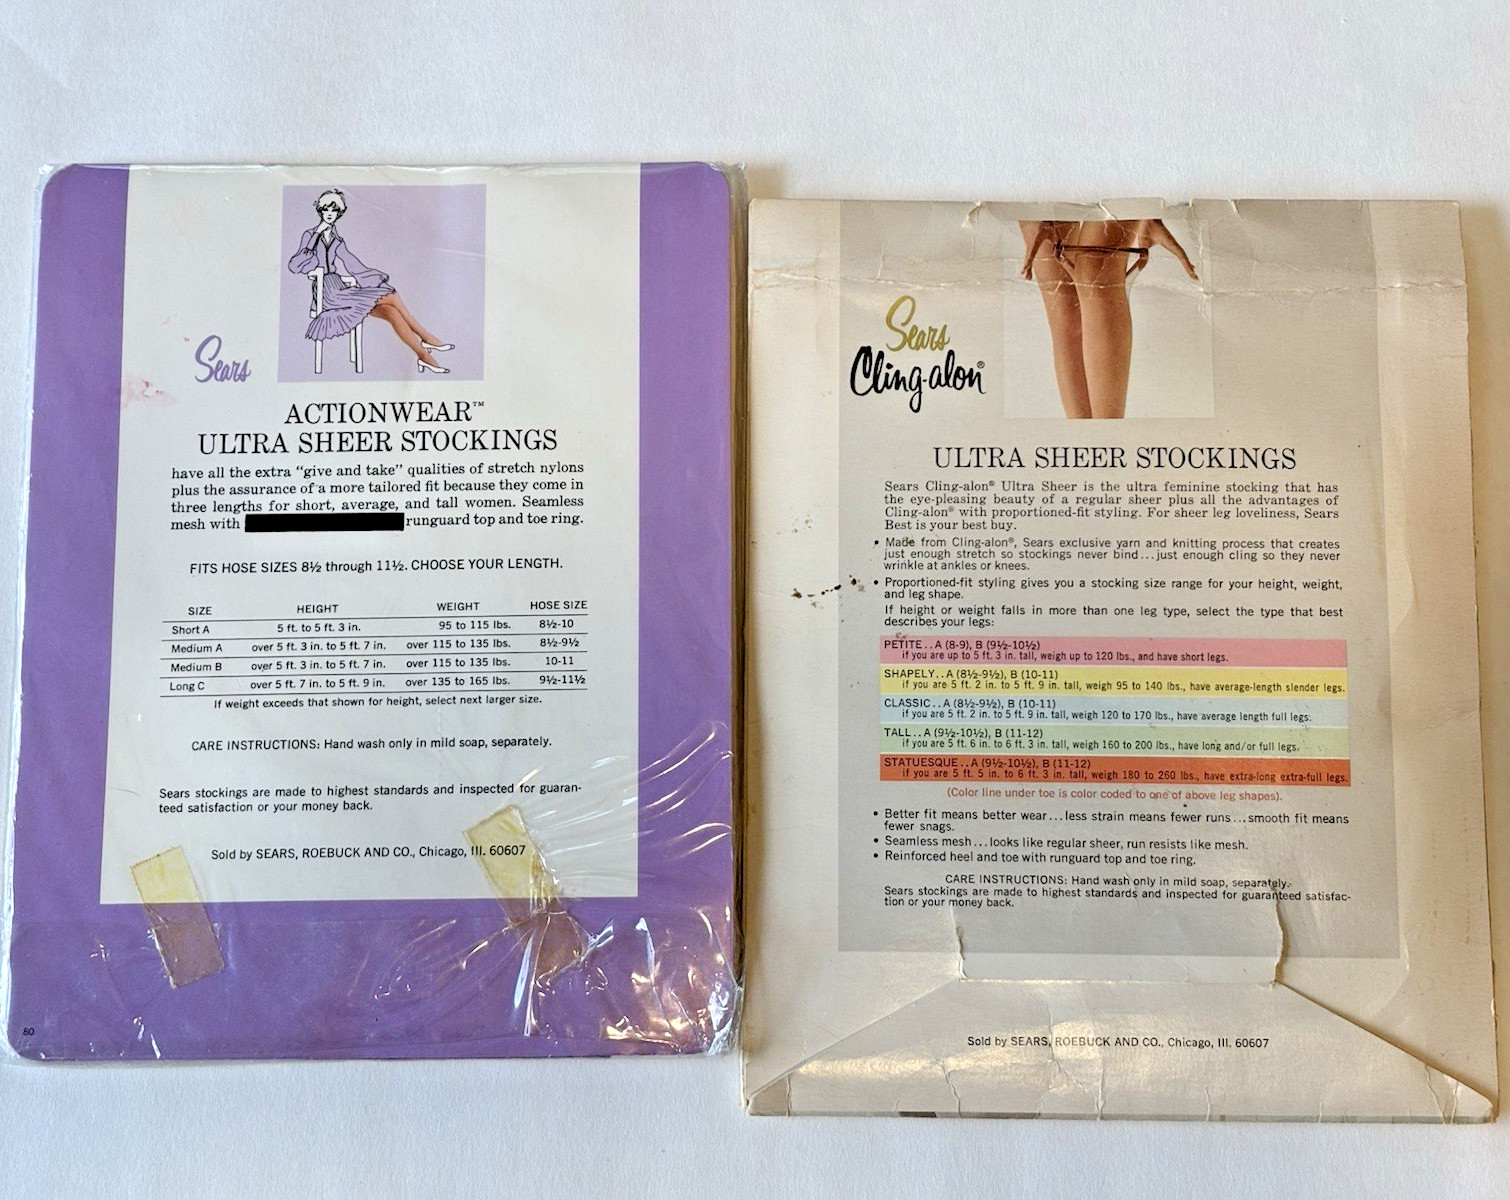 Sears
ACTIONWEAR™
ULTRA SHEER STOCKINGS
have all the extra “give and take” qualities of stretch nylons
plus the assurance of a more tailored fit because they come in
three lengths for short, average, and tall women. Seamless
mesh with runguard top and toe ring.
FITS HOSE SIZES 8½ through 11½. CHOOSE YOUR LENGTH.
SIZE HEIGHT WEIGHT HOSE SIZE
Short A 5 ft. to 5 ft. 3 in. 95 to 115 lbs. 8½-10
Medium A over 5 ft. 3 in. to 5 ft. 7 in. over 115 to 135 lbs. 8½-9½
Medium B over 5 ft. 3 in. to 5 ft. 7 in. over 115 to 135 lbs. 10-11
Long C over 5 ft. 7 in. to 5 ft. 9 in. over 135 to 165 lbs. 9½-11½
If weight exceeds that shown for height, select next larger size.
CARE INSTRUCTIONS: Hand wash only in mild soap, separately.
Sears stockings are made to highest standards and inspected for guaran-
teed satisfaction or your money back.
Sold by SEARS, ROEBUCK AND CO., Chicago, Ill. 60607
80
Sears
Cling-alon®
ULTRA SHEER STOCKINGS
Sears Cling-alon® Ultra Sheer is the ultra feminine stocking that has
the eye-pleasing beauty of a regular sheer plus all the advantages of
Cling-alon® with proportioned-fit styling. For sheer leg loveliness, Sears
Best is your best buy.
• Made from Cling-alon®, Sears exclusive yarn and knitting process that creates
just enough stretch so stockings never bind...just enough cling so they never
wrinkle at ankles or knees.
• Proportioned-fit styling gives you a stocking size range for your height, weight,
and leg shape.
If height or weight falls in more than one leg type, select the type that best
describes your legs:
PETITE..A (8-9), B (9½-10½)
if you are up to 5 ft. 3 in. tall, weigh up to 120 lbs., and have short legs.
SHAPELY..A (8½-9½), B (10-11)
if you are 5 ft. 2 in. to 5 ft. 9 in. tall, weigh 95 to 140 lbs., have average-length slender legs.
CLASSIC..A (8½-9½), B (10-11)
if you are 5 ft. 2 in. to 5 ft. 9 in. tall, weigh 120 to 170 lbs., have average length full legs.
TALL..A (9½-10½), B (11-12)
if you are 5 ft. 6 in. to 6 ft. 3 in. tall, weigh 160 to 200 lbs., have long and/or full legs.
STATUESQUE..A (9½-10½), B (11-12)
if you are 5 ft. 5 in. to 6 ft. 3 in. tall, weigh 180 to 260 lbs., have extra-long extra-full legs.
(Color line under toe is color coded to one of above leg shapes).
• Better fit means better wear...less strain means fewer runs...smooth fit means
fewer snags.
• Seamless mesh...looks like regular sheer, run resists like mesh.
• Reinforced heel and toe with runguard top and toe ring.
CARE INSTRUCTIONS: Hand wash only in mild soap, separately.
Sears stockings are made to highest standards and inspected for guaranteed satisfac-
tion or your money back.
Sold by SEARS, ROEBUCK AND CO., Chicago, Ill. 60607